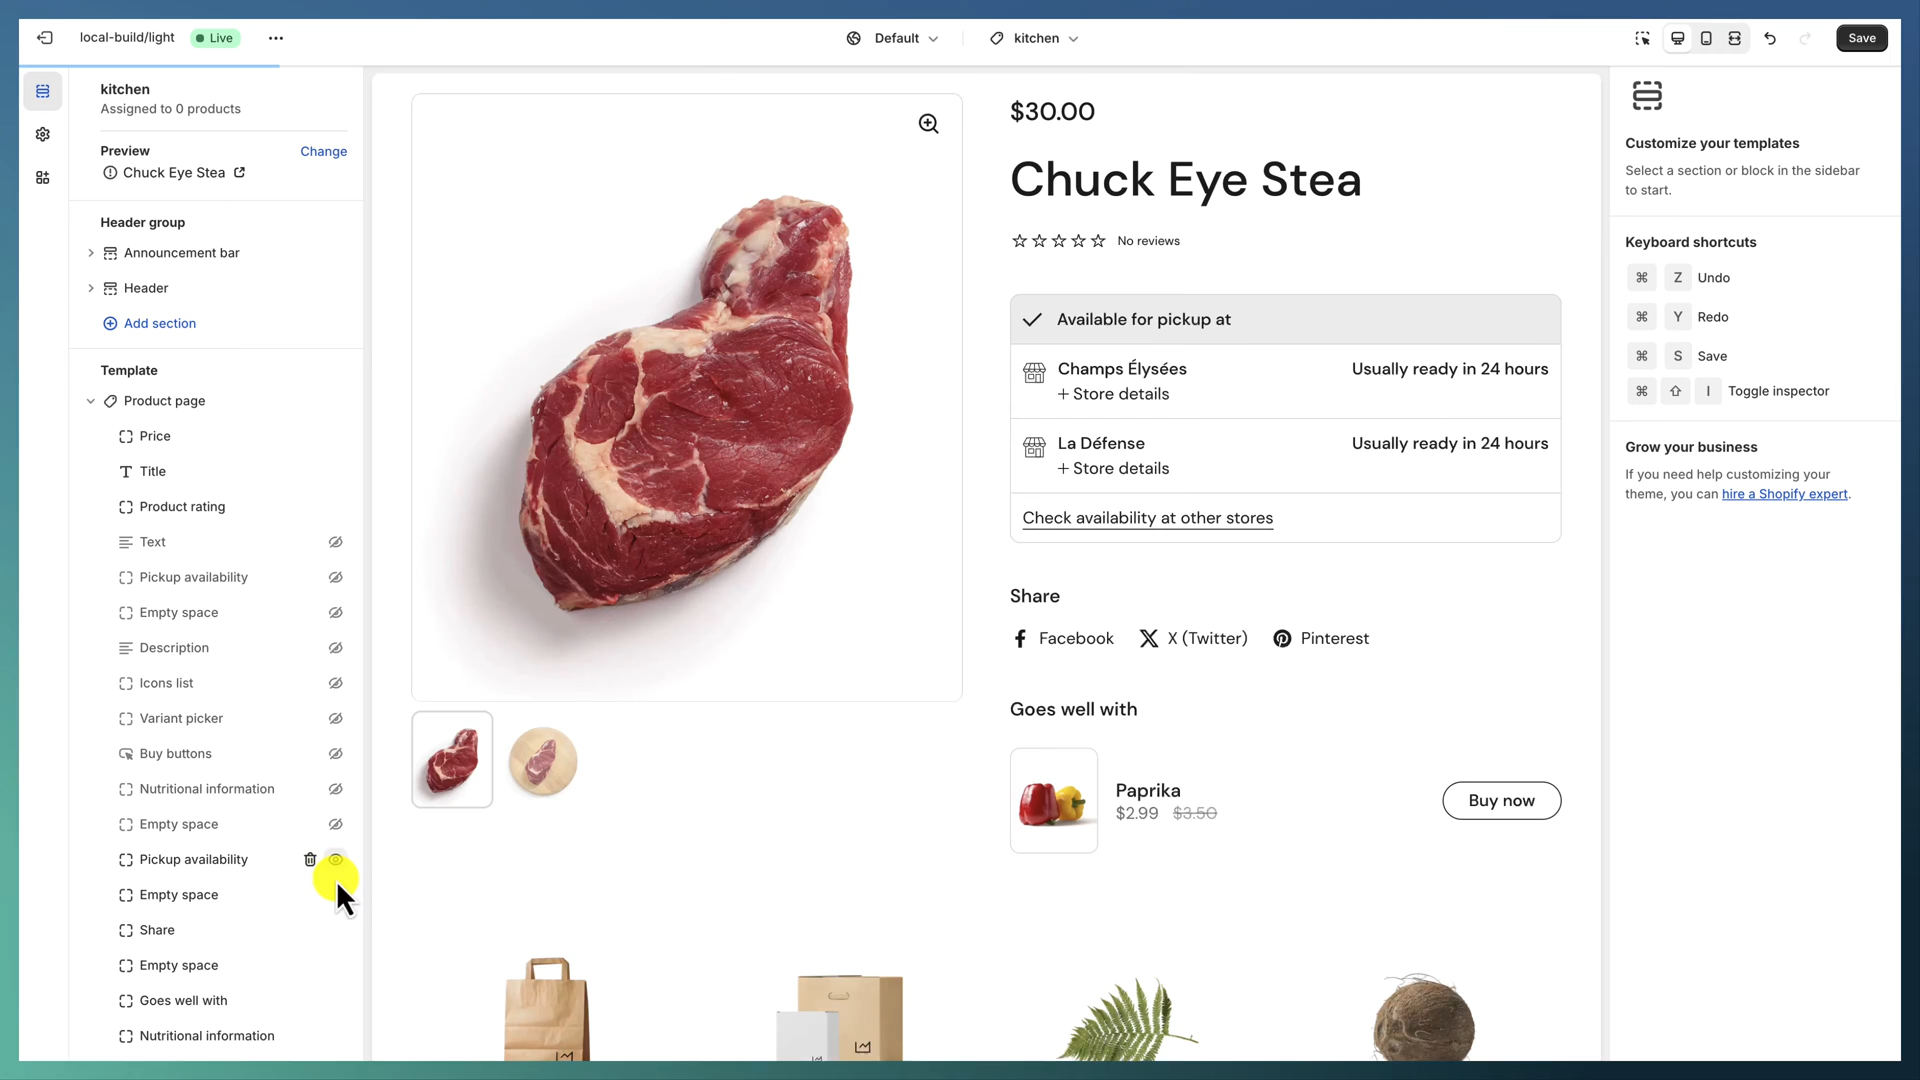 local-build/light
Live
Default
kitchen
Save
kitchen
Assigned to 0 products
Preview
Change
Chuck Eye Stea
Header group
Announcement bar
Header
Add section
Template
Product page
Price
Title
Product rating
Text
Pickup availability
Empty space
Description
Icons list
Variant picker
Buy buttons
Nutritional information
Empty space
Pickup availability
Empty space
Share
Empty space
Goes well with
Nutritional information
$30.00
Chuck Eye Stea
No reviews
Available for pickup at
Champs Élysées
Usually ready in 24 hours
+ Store details
La Défense
Usually ready in 24 hours
+ Store details
Check availability at other stores
Share
Facebook
X (Twitter)
Pinterest
Goes well with
Paprika
$2.99 $3.50
Buy now
Customize your templates
Select a section or block in the sidebar
to start.
Keyboard shortcuts
⌘ Z Undo
⌘ Y Redo
⌘ S Save
⌘ ⇧ I Toggle inspector
Grow your business
If you need help customizing your
theme, you can hire a Shopify expert.